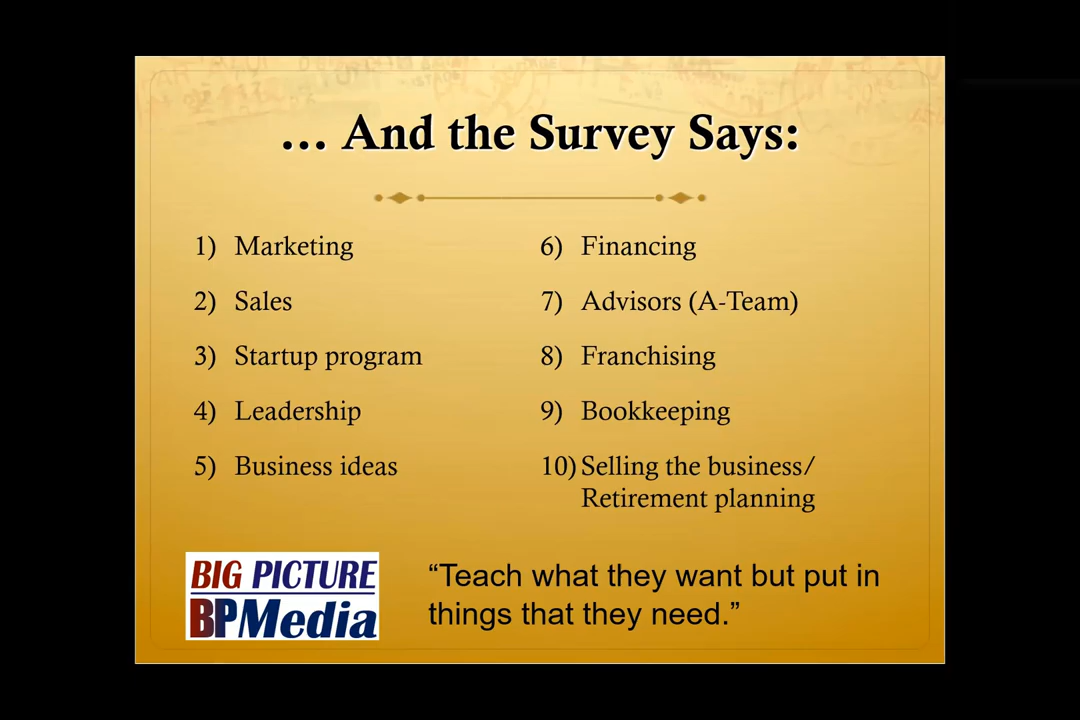 ... And the Survey Says:
1) Marketing
2) Sales
3) Startup program
4) Leadership
5) Business ideas
6) Financing
7) Advisors (A-Team)
8) Franchising
9) Bookkeeping
10) Selling the business/
Retirement planning
BIG PICTURE
BPMedia
“Teach what they want but put in
things that they need.”